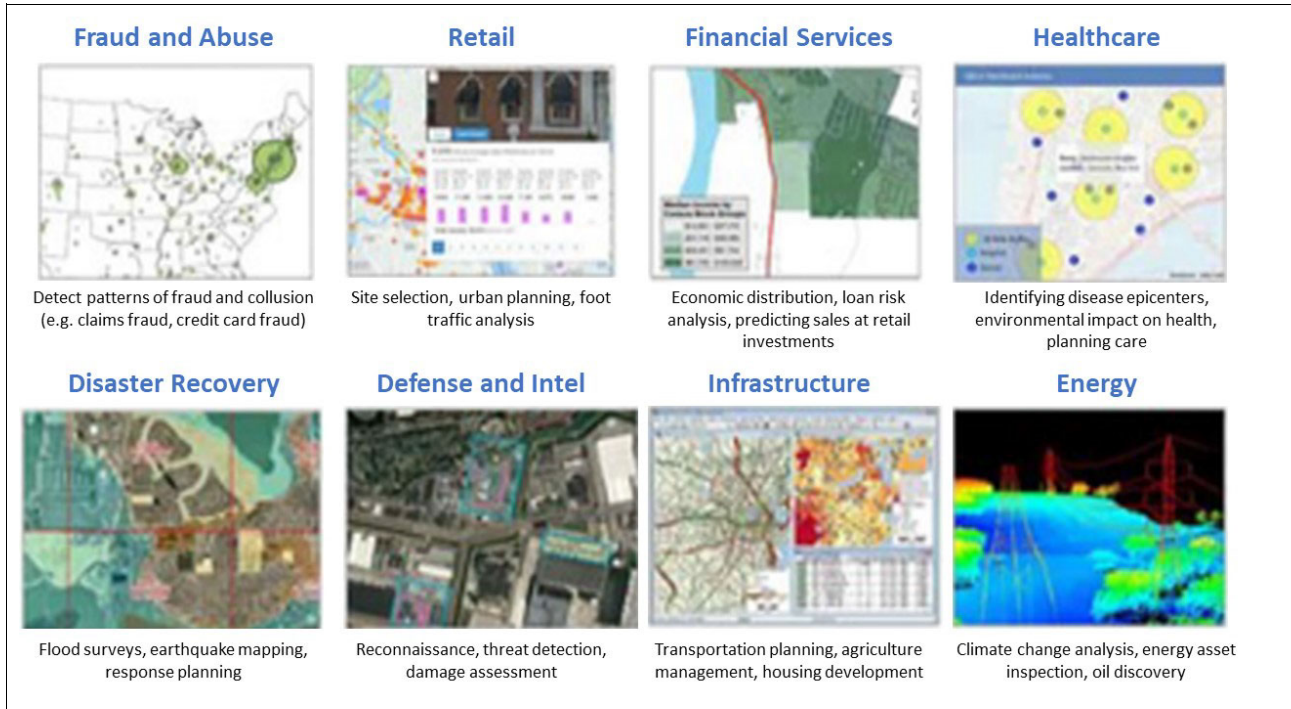 Fraud and Abuse
Retail
Financial Services
Healthcare
Detect patterns of fraud and collusion
(e.g. claims fraud, credit card fraud)
Site selection, urban planning, foot
traffic analysis
Economic distribution, loan risk
analysis, predicting sales at retail
investments
Identifying disease epicenters,
environmental impact on health,
planning care
Disaster Recovery
Defense and Intel
Infrastructure
Energy
Flood surveys, earthquake mapping,
response planning
Reconnaissance, threat detection,
damage assessment
Transportation planning, agriculture
management, housing development
Climate change analysis, energy asset
inspection, oil discovery